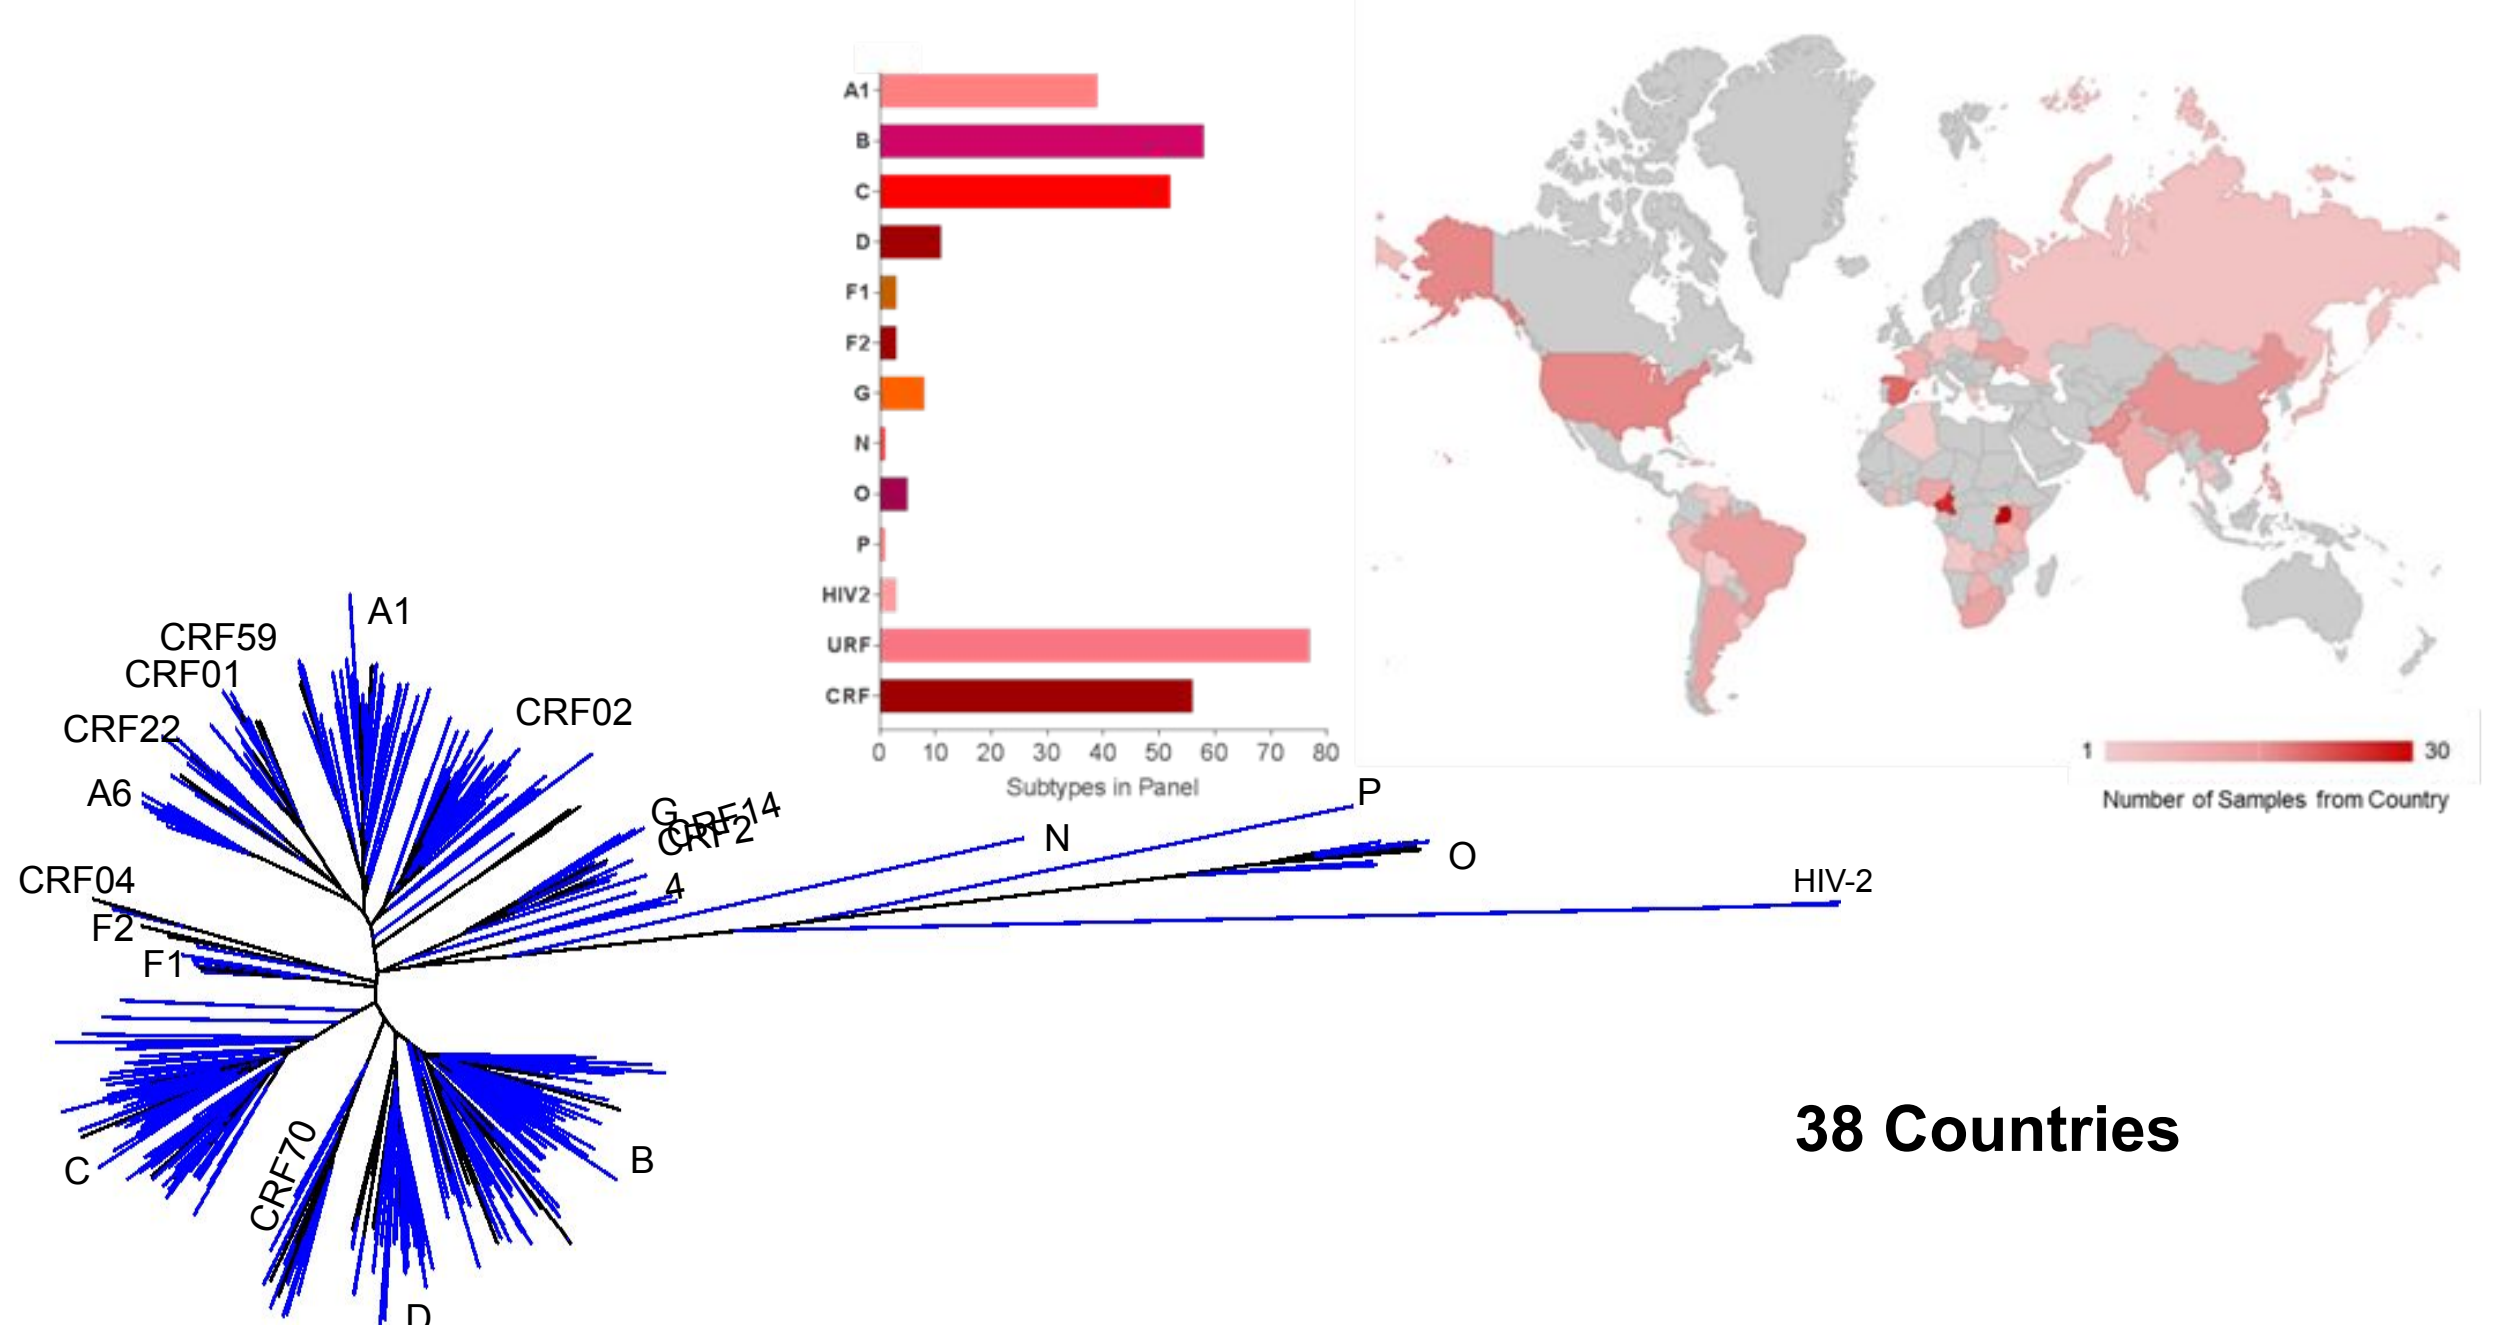 A1
B
C
D
F1
F2
G
N
O
P
HIV2
URF
CRF
0 10 20 30 40 50 60 70 80
Subtypes in Panel
1 30
Number of Samples from Country
A1
CRF59
CRF01
CRF22
A6
CRF04
F2
F1
CRF02
G
CRF14
CRF2
4
N
P
O
HIV-2
C
CRF70
D
B
38 Countries